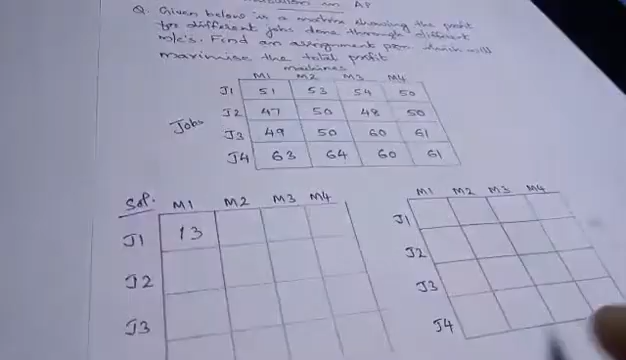 in AP
Q. Given below is a matrix showing the profit
for different jobs done through different
m/c's. Find an assignment which will
maximise the total profit
machines
M1 M2 M3 M4
J1 51 53 54 50
J2 47 50 48 50
Jobs
J3 49 50 60 61
J4 63 64 60 61
Sol.
M1 M2 M3 M4
J1 13
J2
J3
M1 M2 M3 M4
J1
J2
J3
J4